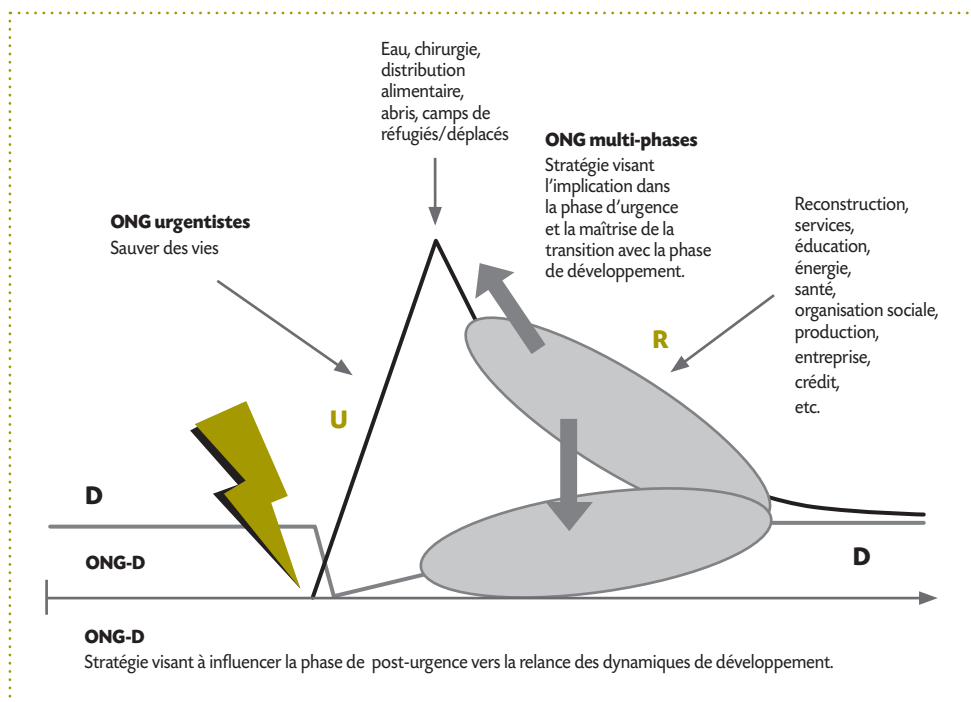 Eau, chirurgie,
distribution
alimentaire,
abris, camps de
réfugiés/déplacés
ONG multi-phases
Stratégie visant
l'implication dans
la phase d'urgence
et la maîtrise de la
transition avec la phase
de développement.
ONG urgentistes
Sauver des vies
Reconstruction,
services,
éducation,
énergie,
santé,
organisation sociale,
production,
entreprise,
crédit,
etc.
R
U
D
ONG-D
D
ONG-D
Stratégie visant à influencer la phase de post-urgence vers la relance des dynamiques de développement.